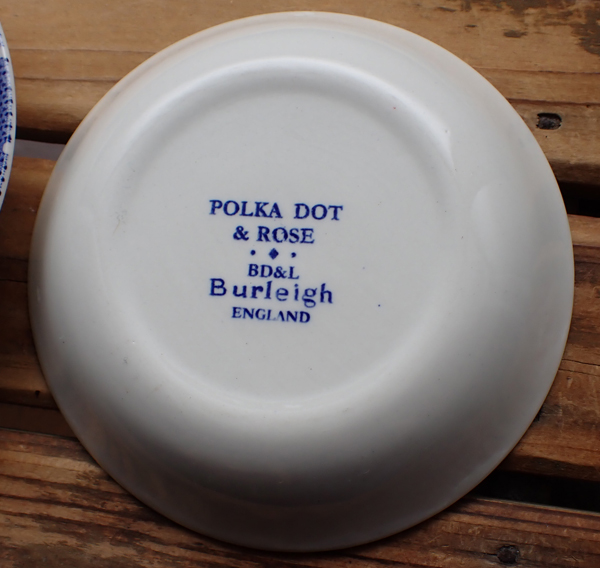 POLKA DOT
& ROSE
BD&L
Burleigh
ENGLAND